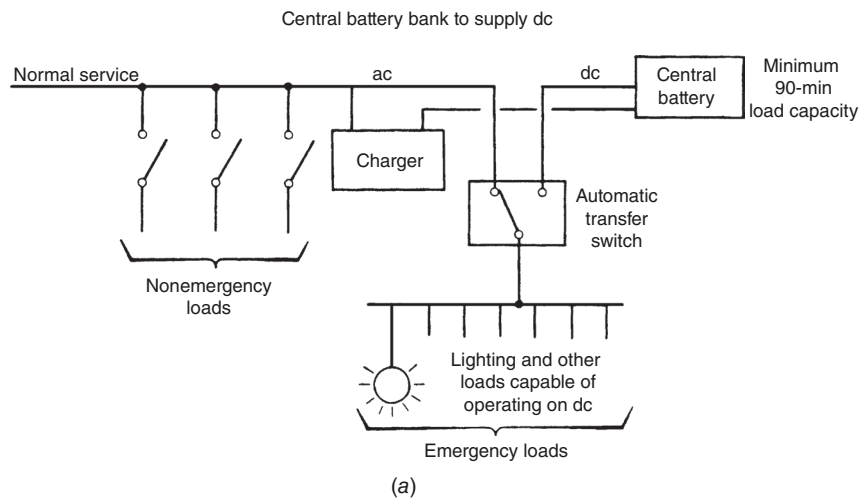 Central battery bank to supply dc
Normal service
ac
dc
Central
battery
Minimum
90-min
load capacity
Charger
Automatic
transfer
switch
Nonemergency
loads
Lighting and other
loads capable of
operating on dc
Emergency loads
(a)